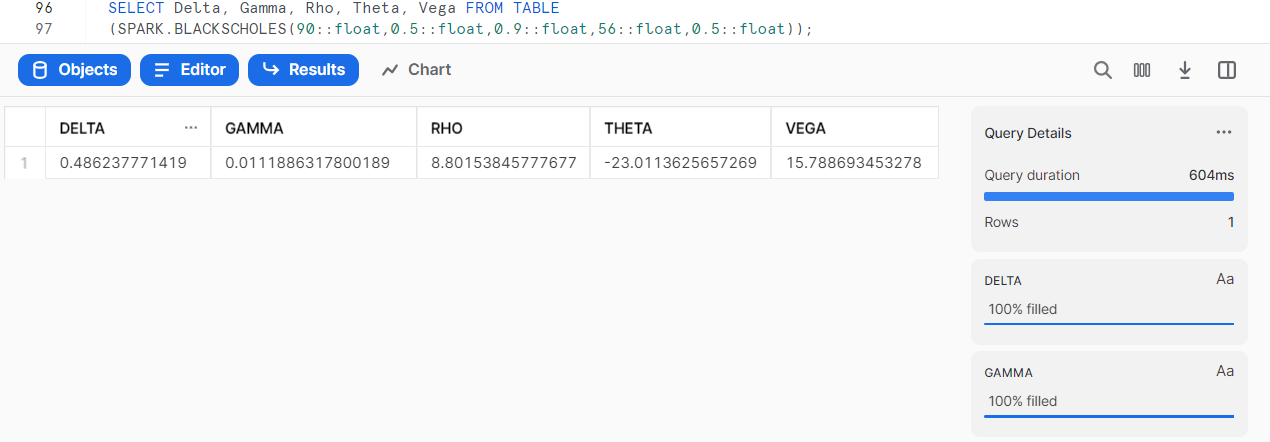 96 SELECT Delta, Gamma, Rho, Theta, Vega FROM TABLE
97 (SPARK.BLACKSCHOLES(90::float,0.5::float,0.9::float,56::float,0.5::float));
Objects Editor Results Chart
DELTA ... GAMMA RHO THETA VEGA
1 0.486237771419 0.0111886317800189 8.80153845777677 -23.0113625657269 15.788693453278
Query Details ...
Query duration 604ms
Rows 1
DELTA Aa
100% filled
GAMMA Aa
100% filled